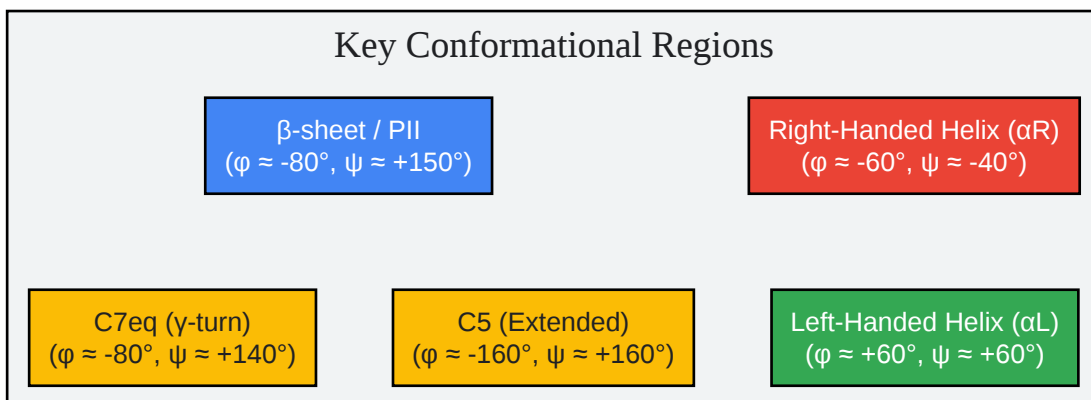 Key Conformational Regions
β-sheet / PII
(φ ≈ -80°, ψ ≈ +150°)
Right-Handed Helix (αR)
(φ ≈ -60°, ψ ≈ -40°)
C7eq (γ-turn)
(φ ≈ -80°, ψ ≈ +140°)
C5 (Extended)
(φ ≈ -160°, ψ ≈ +160°)
Left-Handed Helix (αL)
(φ ≈ +60°, ψ ≈ +60°)